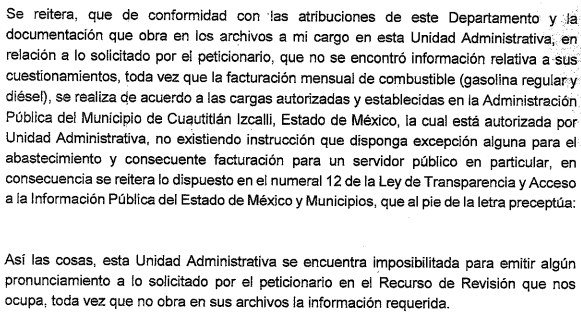 Se reitera, que de conformidad con las atribuciones de este Departamento y la
documentación que obra en los archivos a mi cargo en esta Unidad Administrativa, en
relación a lo solicitado por el peticionario, que no se encontró información relativa a sus
cuestionamientos, toda vez que la facturación mensual de combustible (gasolina regular y
diésel), se realiza de acuerdo a las cargas autorizadas y establecidas en la Administración
Pública del Municipio de Cuautitlán Izcalli, Estado de México, la cual está autorizada por
Unidad Administrativa, no existiendo instrucción que disponga excepción alguna para el
abastecimiento y consecuente facturación para un servidor público en particular, en
consecuencia se reitera lo dispuesto en el numeral 12 de la Ley de Transparencia y Acceso
a la Información Pública del Estado de México y Municipios, que al pie de la letra preceptúa:
Así las cosas, esta Unidad Administrativa se encuentra imposibilitada para emitir algún
pronunciamiento a lo solicitado por el peticionario en el Recurso de Revisión que nos
ocupa, toda vez que no obra en sus archivos la información requerida.